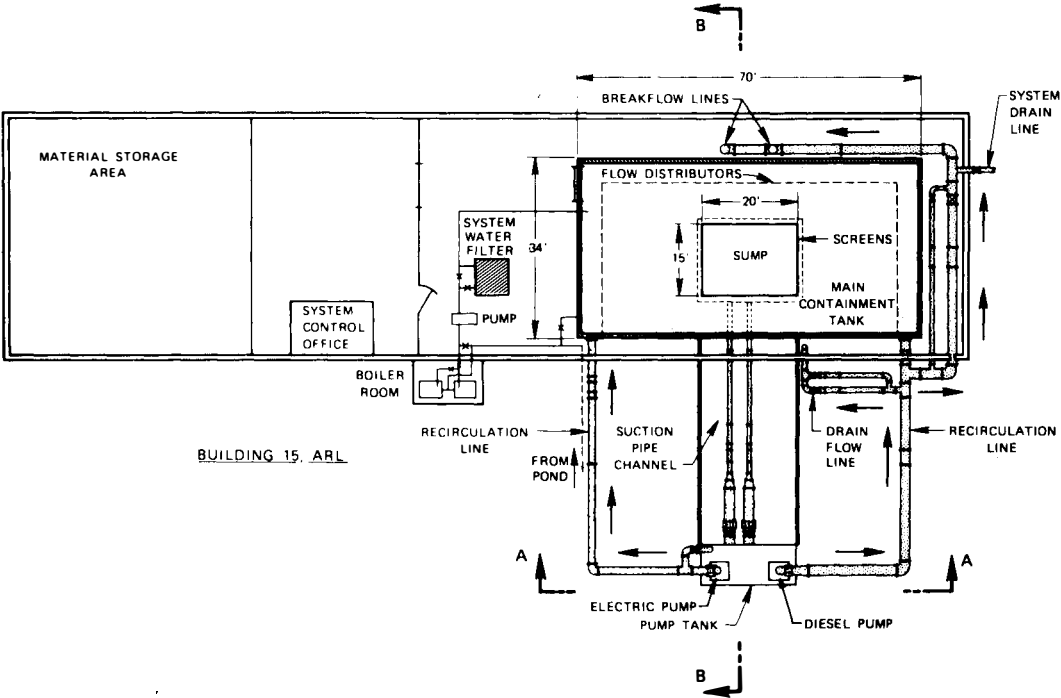 B
70'
BREAKFLOW LINES
SYSTEM
DRAIN
LINE
MATERIAL STORAGE
AREA
FLOW DISTRIBUTORS
20'
SYSTEM
WATER
FILTER
34'
15'
SUMP
SCREENS
MAIN
CONTAINMENT
TANK
SYSTEM
CONTROL
OFFICE
PUMP
BOILER
ROOM
RECIRCULATION
LINE
SUCTION
PIPE
CHANNEL
DRAIN
FLOW
LINE
RECIRCULATION
LINE
BUILDING 15, ARL
FROM
POND
A
A
ELECTRIC PUMP
PUMP TANK
DIESEL PUMP
B